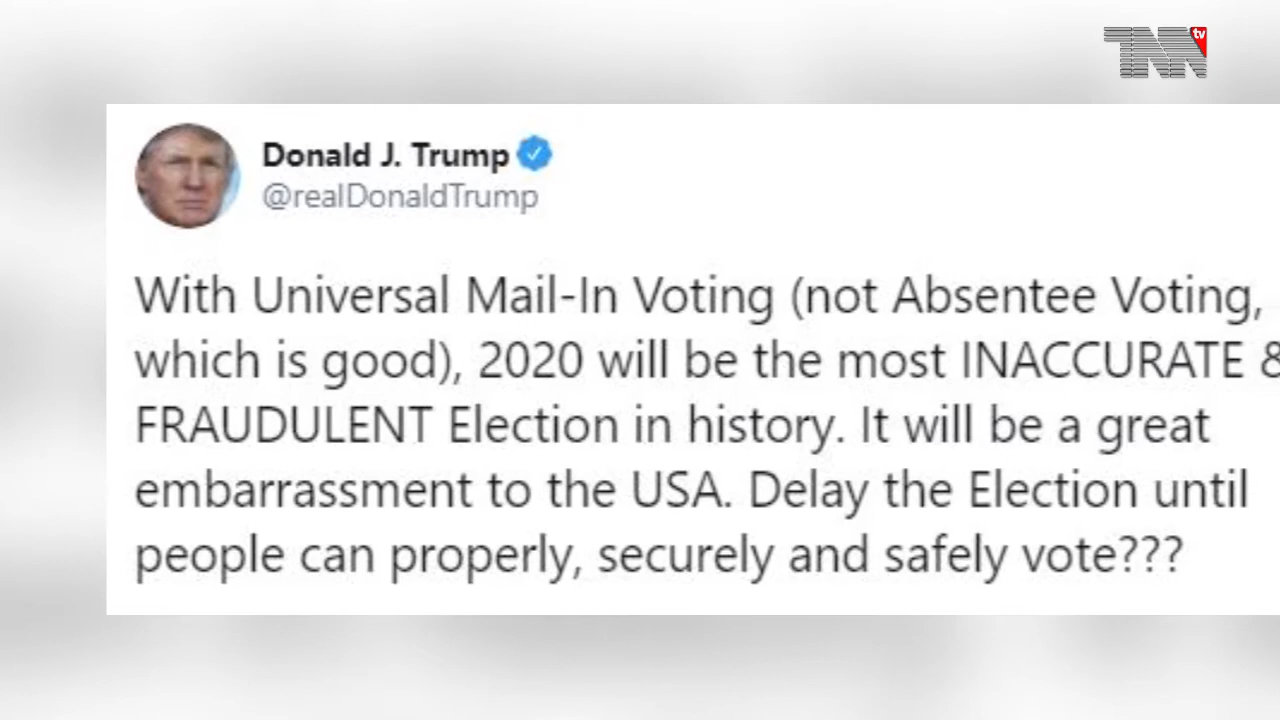 TNN tv
Donald J. Trump
@realDonaldTrump
With Universal Mail-In Voting (not Absentee Voting,
which is good), 2020 will be the most INACCURATE &
FRAUDULENT Election in history. It will be a great
embarrassment to the USA. Delay the Election until
people can properly, securely and safely vote???